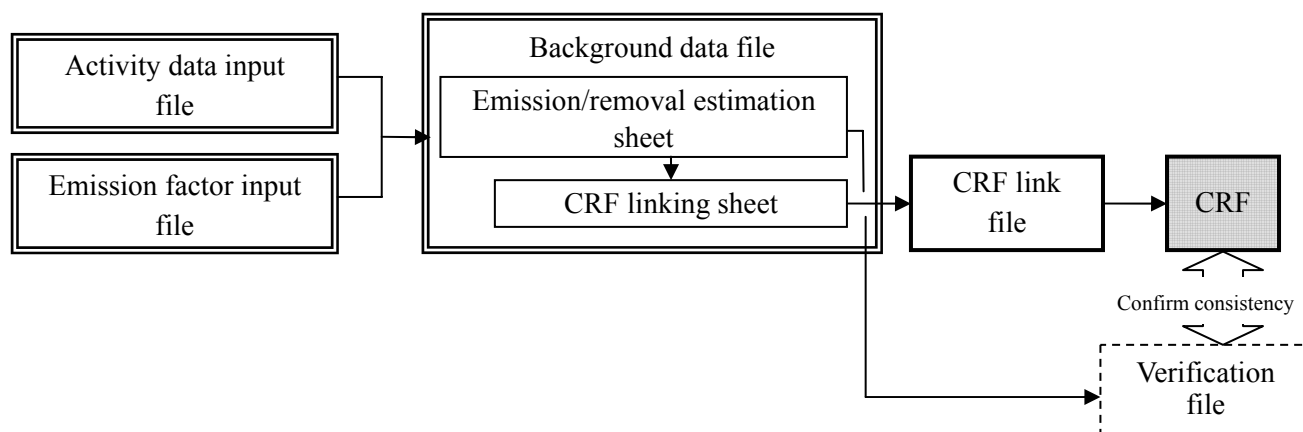 Activity data input
file
Emission factor input
file
Background data file
Emission/removal estimation
sheet
CRF linking sheet
CRF link
file
CRF
Confirm consistency
Verification
file